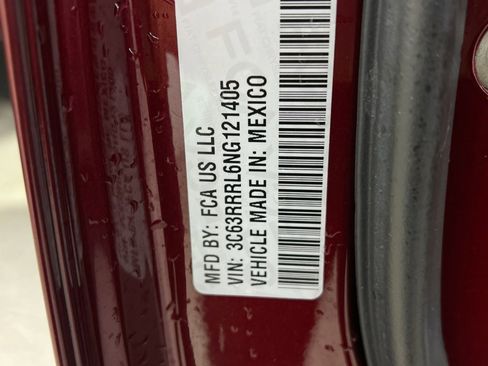 MFD BY: FCA US LLC
VIN: 3C63RRRL6NG121405
VEHICLE MADE IN: MEXICO